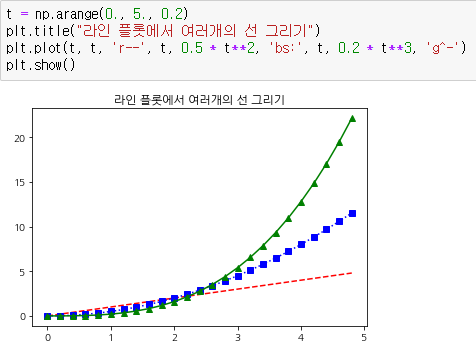 t = np.arange(0., 5., 0.2)
plt.title("라인 플롯에서 여러개의 선 그리기")
plt.plot(t, t, 'r--', t, 0.5 * t**2, 'bs:', t, 0.2 * t**3, 'g^-')
plt.show()
라인 플롯에서 여러개의 선 그리기
20
15
10
5
0
0 1 2 3 4 5